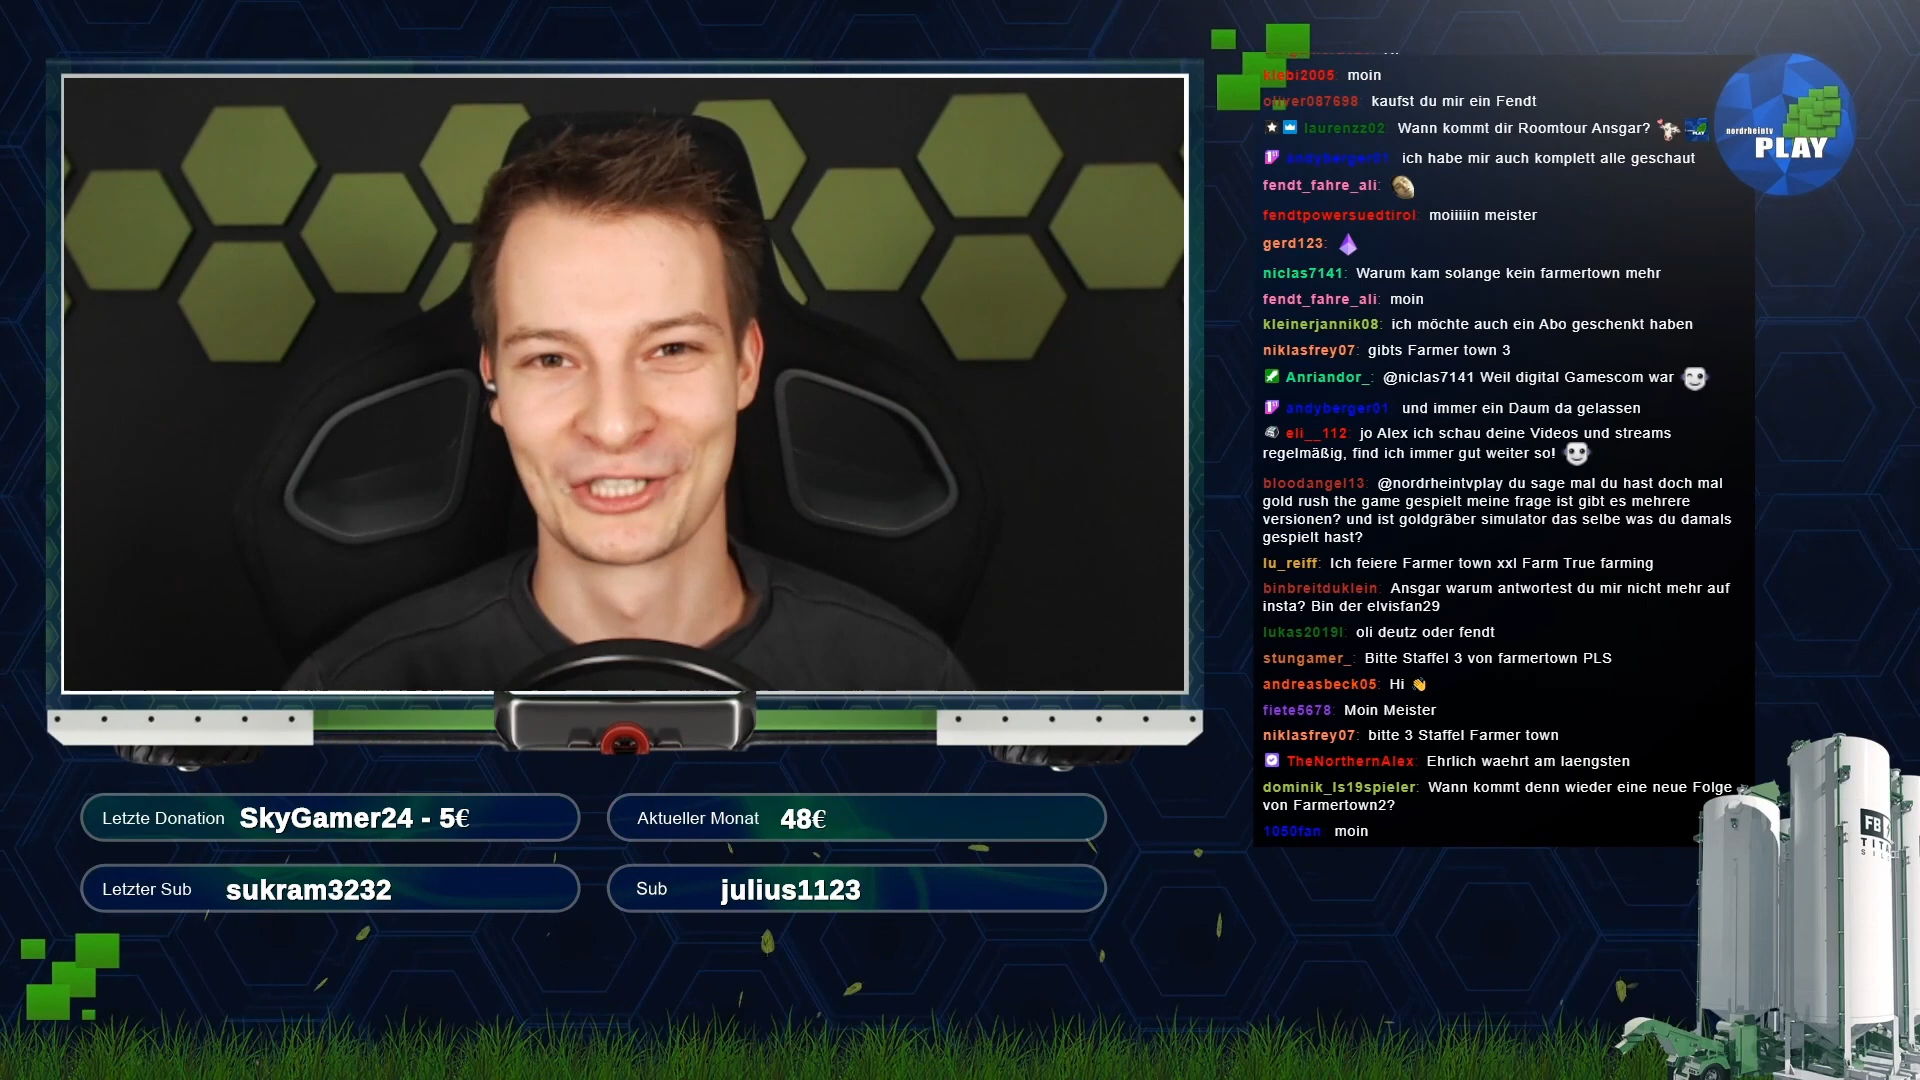 klebi2005: moin
oliver087698: kaufst du mir ein Fendt
laurenzz02: Wann kommt dir Roomtour Ansgar?
andyberger01: ich habe mir auch komplett alle geschaut
fendt_fahre_ali:
fendtpowersuedtirol: moiiiiin meister
gerd123:
niclas7141: Warum kam solange kein farmertown mehr
fendt_fahre_ali: moin
kleinerjannik08: ich möchte auch ein Abo geschenkt haben
niklasfrey07: gibts Farmer town 3
Anriandor_: @niclas7141 Weil digital Gamescom war
andyberger01: und immer ein Daum da gelassen
eli__112: jo Alex ich schau deine Videos und streams
regelmäßig, find ich immer gut weiter so!
bloodangel13: @nordrheintvplay du sage mal du hast doch mal
gold rush the game gespielt meine frage ist gibt es mehrere
versionen? und ist goldgräber simulator das selbe was du damals
gespielt hast?
lu_reiff: Ich feiere Farmer town xxl Farm True farming
binbreitduklein: Ansgar warum antwortest du mir nicht mehr auf
insta? Bin der elvisfan29
lukas2019l: oli deutz oder fendt
stungamer_: Bitte Staffel 3 von farmertown PLS
andreasbeck05: Hi 👋
fiete5678: Moin Meister
niklasfrey07: bitte 3 Staffel Farmer town
TheNorthernAlex: Ehrlich waehrt am laengsten
dominik_ls19spieler: Wann kommt denn wieder eine neue Folge
von Farmertown2?
1050fan: moin
nordrheintv
PLAY
Letzte Donation SkyGamer24 - 5€
Aktueller Monat 48€
Letzter Sub sukram3232
Sub julius1123
FB